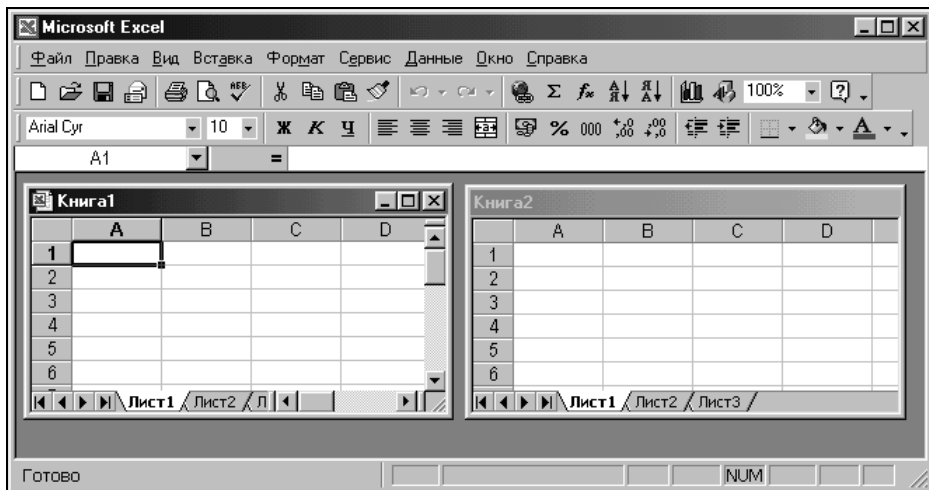 Microsoft Excel
Файл Правка Вид Вставка Формат Сервис Данные Окно Справка
100%
Arial Cyr 10 Ж К Ч % 000
A1 =
Книга1
A B C D
1
2
3
4
5
6
Лист1 Лист2 Л
Книга2
A B C D
1
2
3
4
5
6
Лист1 Лист2 Лист3
Готово NUM